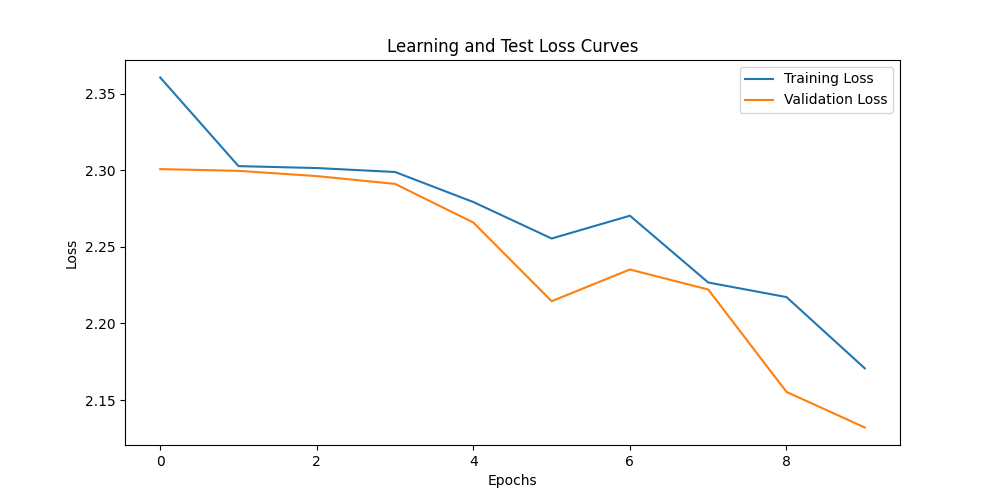 Learning and Test Loss Curves
Training Loss
Validation Loss
2.35
2.30
2.25
2.20
2.15
Loss
0 2 4 6 8
Epochs